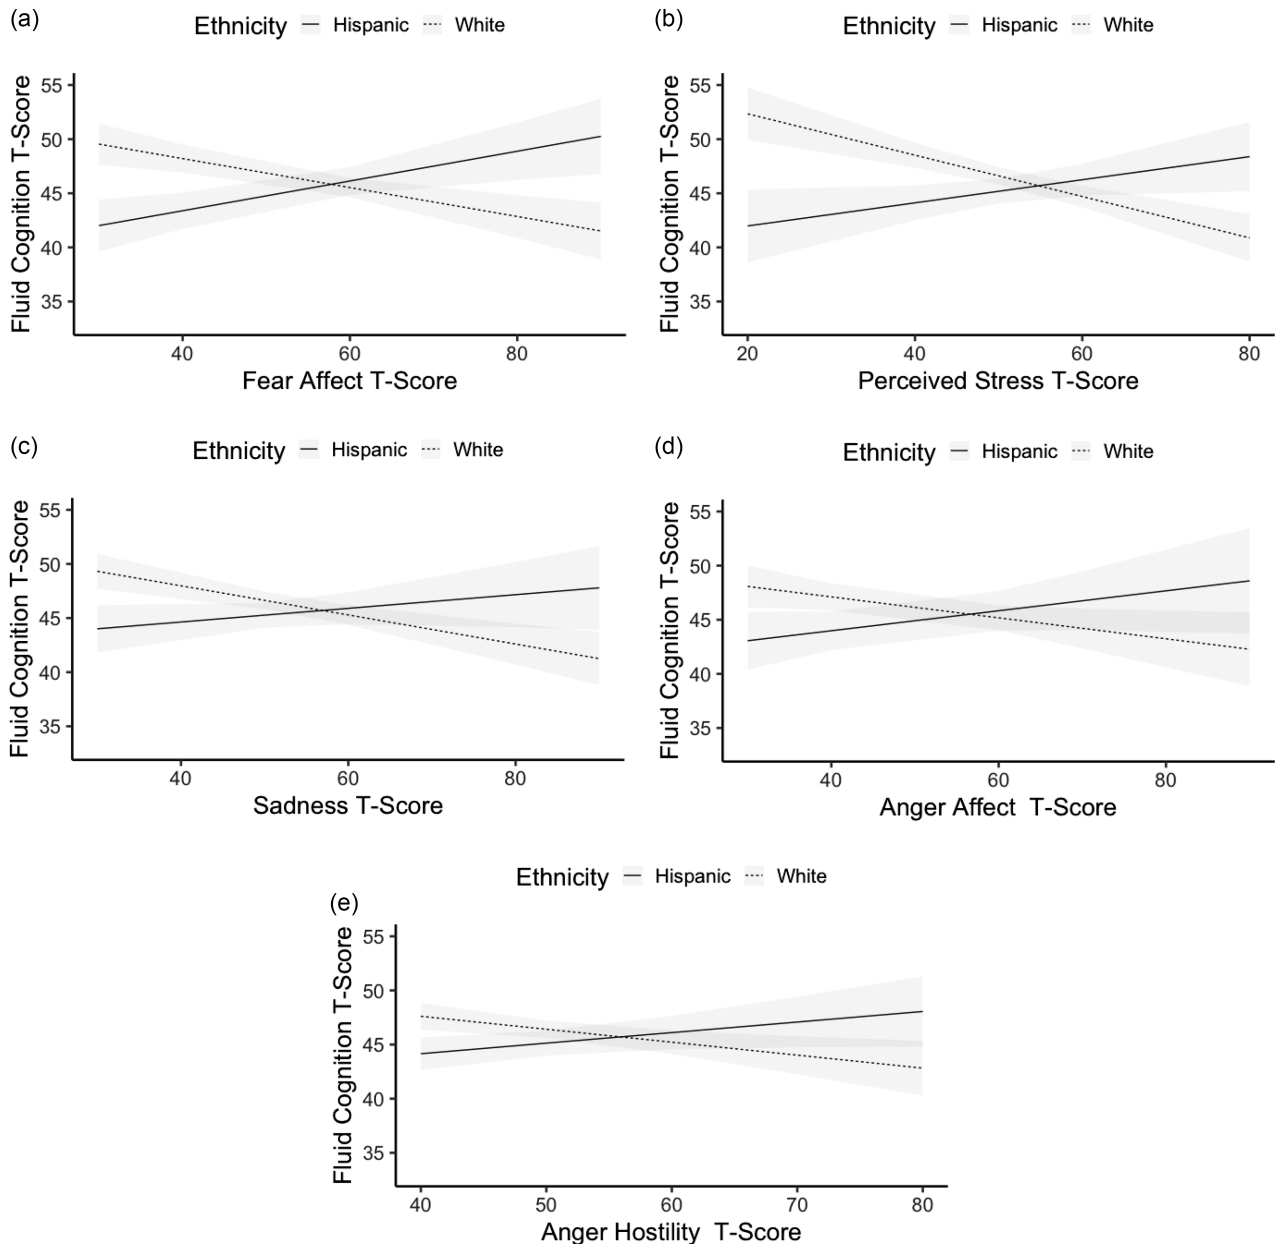 (a) Ethnicity Hispanic White
Fluid Cognition T-Score
55
50
45
40
35
40 60 80
Fear Affect T-Score
(b) Ethnicity Hispanic White
Fluid Cognition T-Score
55
50
45
40
35
20 40 60 80
Perceived Stress T-Score
(c) Ethnicity Hispanic White
Fluid Cognition T-Score
55
50
45
40
35
40 60 80
Sadness T-Score
(d) Ethnicity Hispanic White
Fluid Cognition T-Score
55
50
45
40
35
40 60 80
Anger Affect T-Score
Ethnicity Hispanic White
(e)
Fluid Cognition T-Score
55
50
45
40
35
40 50 60 70 80
Anger Hostility T-Score